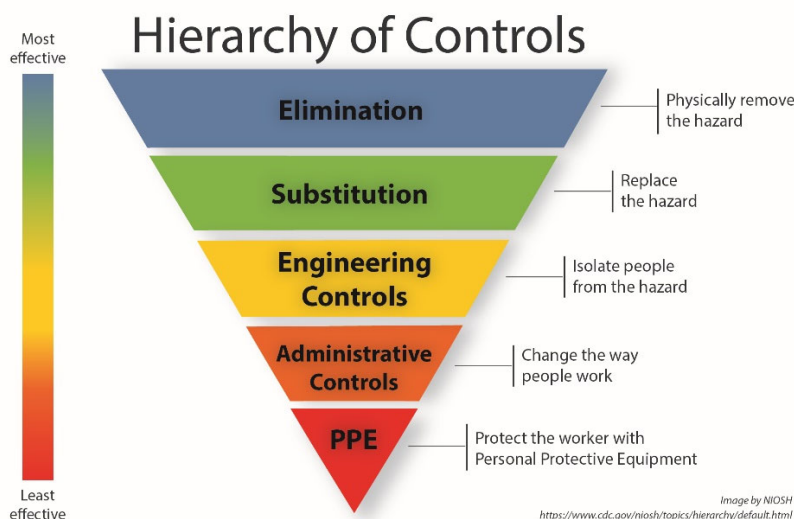 Hierarchy of Controls
Most
effective
Elimination
Physically remove
the hazard
Substitution
Replace
the hazard
Engineering
Controls
Isolate people
from the hazard
Administrative
Controls
Change the way
people work
PPE
Protect the worker with
Personal Protective Equipment
Least
effective
Image by NIOSH
https://www.cdc.gov/niosh/topics/hierarchy/default.html